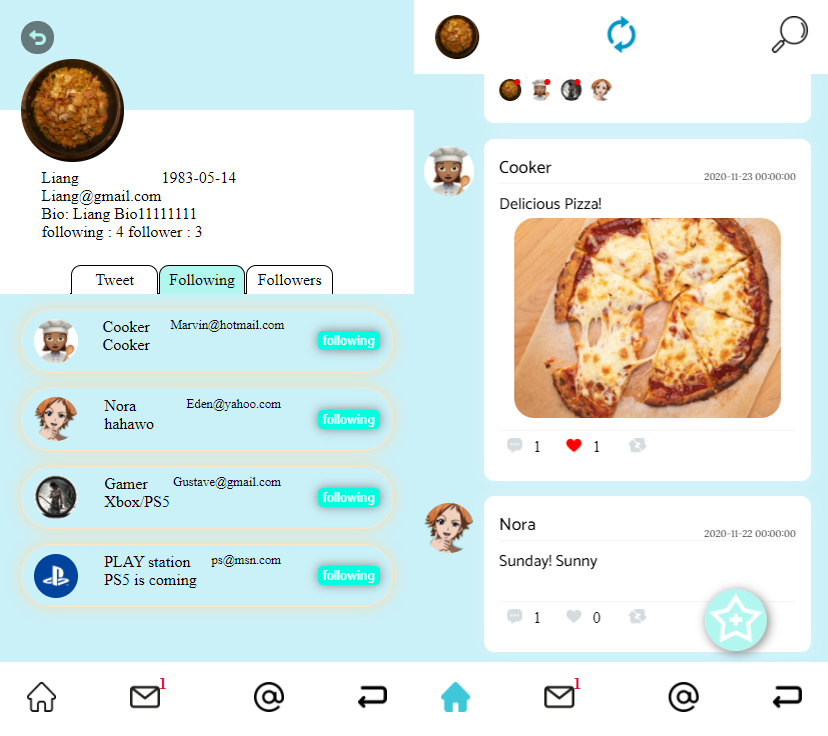 Liang 1983-05-14
Liang@gmail.com
Bio: Liang Bio11111111
following : 4 follower : 3
Tweet Following Followers
Cooker Marvin@hotmail.com
Cooker
following
Nora Eden@yahoo.com
hahawo
following
Gamer Gustave@gmail.com
Xbox/PS5
following
PLAY station ps@msn.com
PS5 is coming
following
1
Cooker
2020-11-23 00:00:00
Delicious Pizza!
1 1
Nora
2020-11-22 00:00:00
Sunday! Sunny
1 0
1